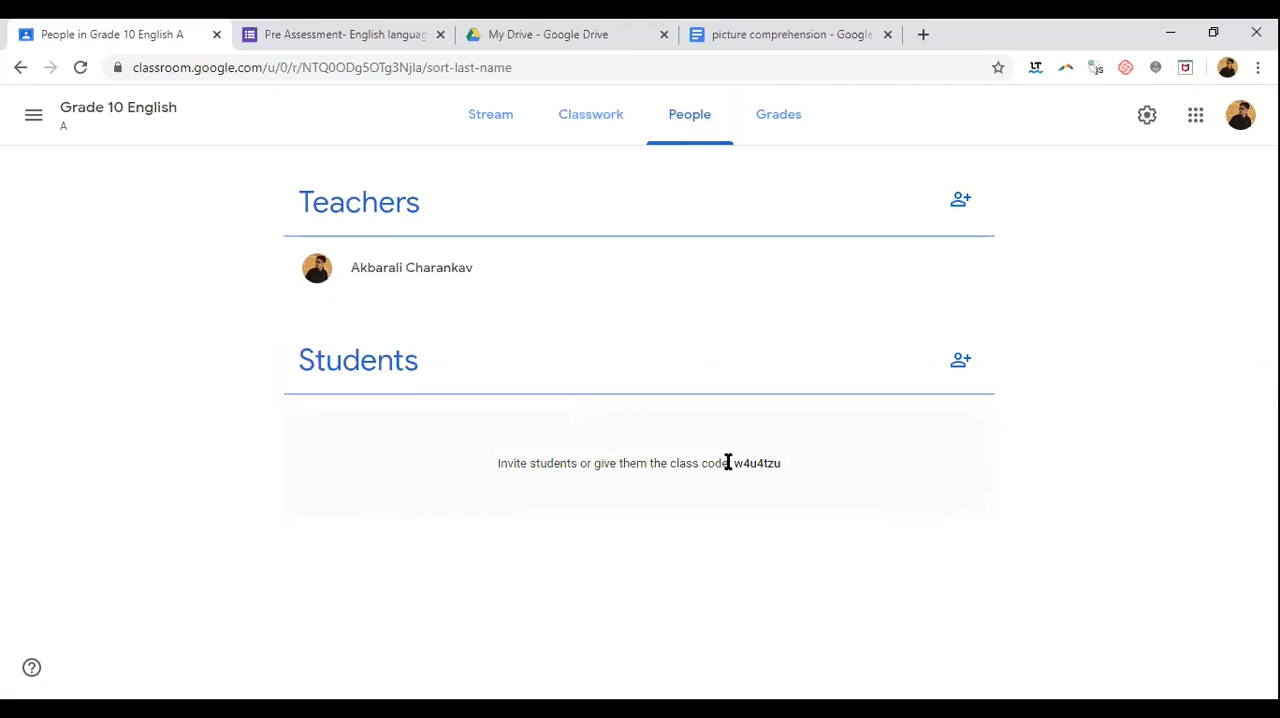 People in Grade 10 English A
Pre Assessment- English languag
My Drive - Google Drive
picture comprehension - Google
classroom.google.com/u/0/r/NTQ0ODg5OTg3Njla/sort-last-name
LT
js
Grade 10 English
A
Stream
Classwork
People
Grades
Teachers
Akbarali Charankav
Students
Invite students or give them the class code: w4u4tzu